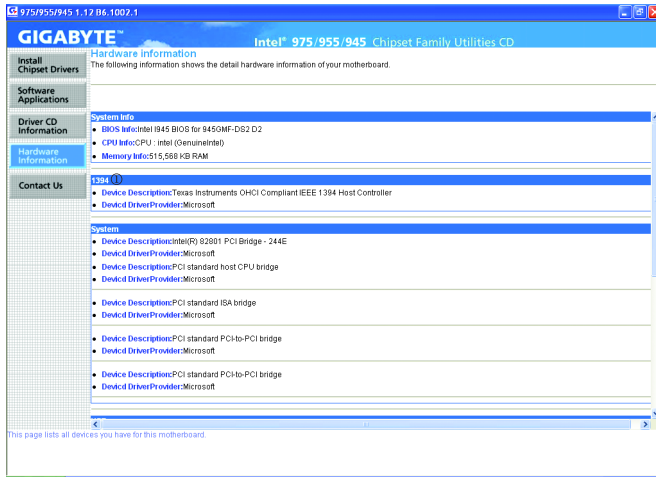 975/955/945 1.12 B6.1002.1
GIGABYTE™
Intel® 975/955/945 Chipset Family Utilities CD
Install
Chipset Drivers
Software
Applications
Driver CD
Information
Hardware
Information
Contact Us
Hardware Information
The following information shows the detail hardware information of your motherboard.
System Info
• BIOS Info:Intel I945 BIOS for 945GMF-DS2 D2
• CPU Info:CPU : intel (GenuineIntel)
• Memory Info:515,568 KB RAM
1394 ①
• Device Description:Texas Instruments OHCI Compliant IEEE 1394 Host Controller
• Devicd DriverProvider:Microsoft
System
• Device Description:Intel(R) 82801 PCI Bridge - 244E
• Devicd DriverProvider:Microsoft
• Device Description:PCI standard host CPU bridge
• Devicd DriverProvider:Microsoft
• Device Description:PCI standard ISA bridge
• Devicd DriverProvider:Microsoft
• Device Description:PCI standard PCI-to-PCI bridge
• Devicd DriverProvider:Microsoft
• Device Description:PCI standard PCI-to-PCI bridge
• Devicd DriverProvider:Microsoft
This page lists all devices you have for this motherboard.